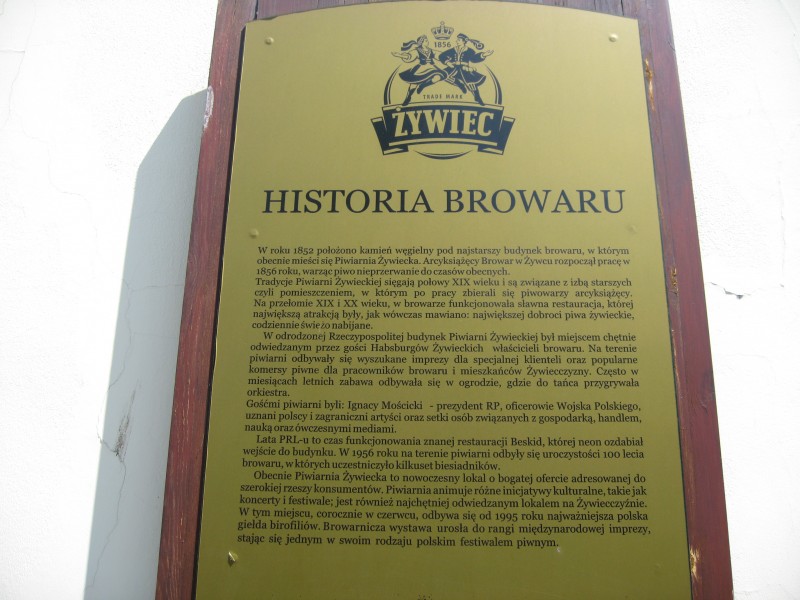 1856
TRADE MARK
ŻYWIEC
HISTORIA BROWARU
W roku 1852 położono kamień węgielny pod najstarszy budynek browaru, w którym
obecnie mieści się Piwiarnia Żywiecka. Arcyksiążęcy Browar w Żywcu rozpoczął pracę w
1856 roku, warząc piwo nieprzerwanie do czasów obecnych.
Tradycje Piwiarni Żywieckiej sięgają połowy XIX wieku i są związane z izbą starszych
czyli pomieszczeniem, w którym po pracy zbierali się piwowarzy arcyksiążęcy.
Na przełomie XIX i XX wieku, w browarze funkcjonowała sławna restauracja, której
największą atrakcją były, jak wówczas mawiano: największej dobroci piwa żywieckie,
codziennie świeżo nabijane.
W odrodzonej Rzeczypospolitej budynek Piwiarni Żywieckiej był miejscem chętnie
odwiedzanym przez gości Habsburgów Żywieckich właścicieli browaru. Na terenie
piwiarni odbywały się wyszukane imprezy dla specjalnej klienteli oraz popularne
komersy piwne dla pracowników browaru i mieszkańców Żywiecczyzny. Często w
miesiącach letnich zabawa odbywała się w ogrodzie, gdzie do tańca przygrywała
orkiestra.
Gośćmi piwiarni byli: Ignacy Mościcki - prezydent RP, oficerowie Wojska Polskiego,
uznani polscy i zagraniczni artyści oraz setki osób związanych z gospodarką, handlem,
nauką oraz ówczesnymi mediami.
Lata PRL-u to czas funkcjonowania znanej restauracji Beskid, której neon ozdabiał
wejście do budynku. W 1956 roku na terenie piwiarni odbyły się uroczystości 100 lecia
browaru, w których uczestniczyło kilkuset biesiadników.
Obecnie Piwiarnia Żywiecka to nowoczesny lokal o bogatej ofercie adresowanej do
szerokiej rzeszy konsumentów. Piwiarnia animuje różne inicjatywy kulturalne, takie jak
koncerty i festiwale; jest również najchętniej odwiedzanym lokalem na Żywiecczyźnie.
W tym miejscu, corocznie w czerwcu, odbywa się od 1995 roku najważniejsza polska
giełda birofiliów. Browarnicza wystawa urosła do rangi międzynarodowej imprezy,
stając się jednym w swoim rodzaju polskim festiwalem piwnym.